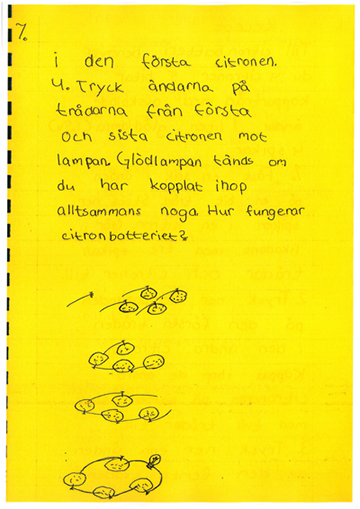 7.
i den första citronen.
4. Tryck ändarna på
trådarna från första
och sista citronen mot
lampan. Glödlampan tänds om
du har kopplat ihop
alltsammans noga Hur fungerar
citronbatteriet?